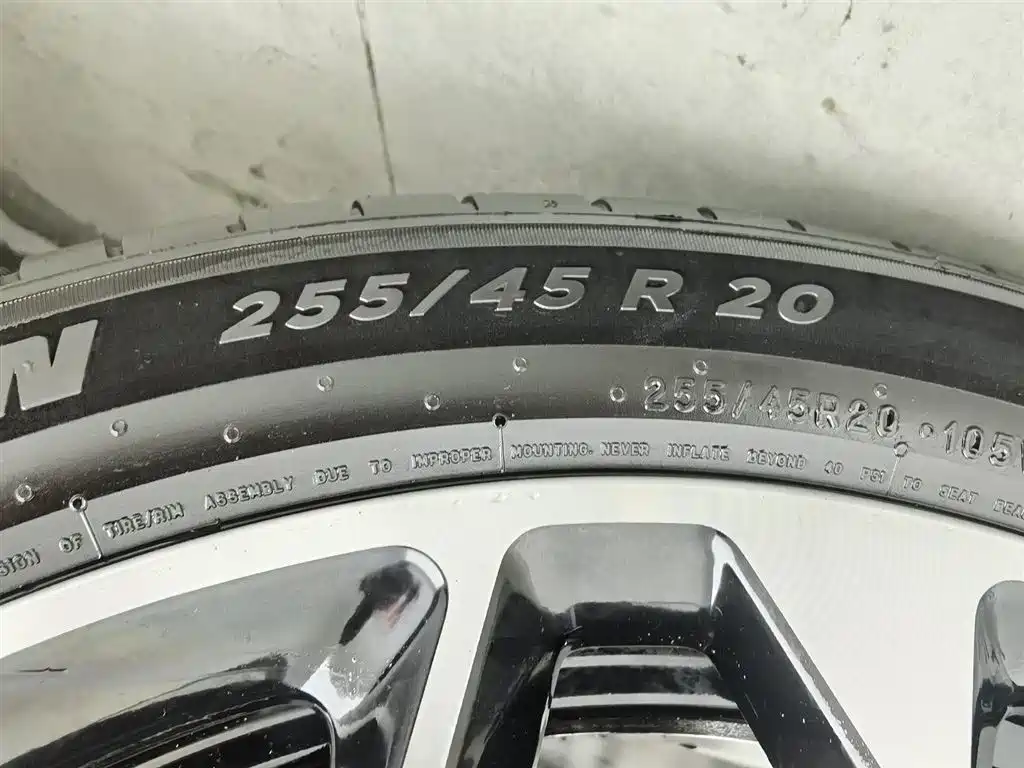 N 255/45 R 20
255/45R20 105
OF TIRE/RIM ASSEMBLY DUE TO IMPROPER MOUNTING. NEVER INFLATE BEYOND 40 PSI TO SEAT